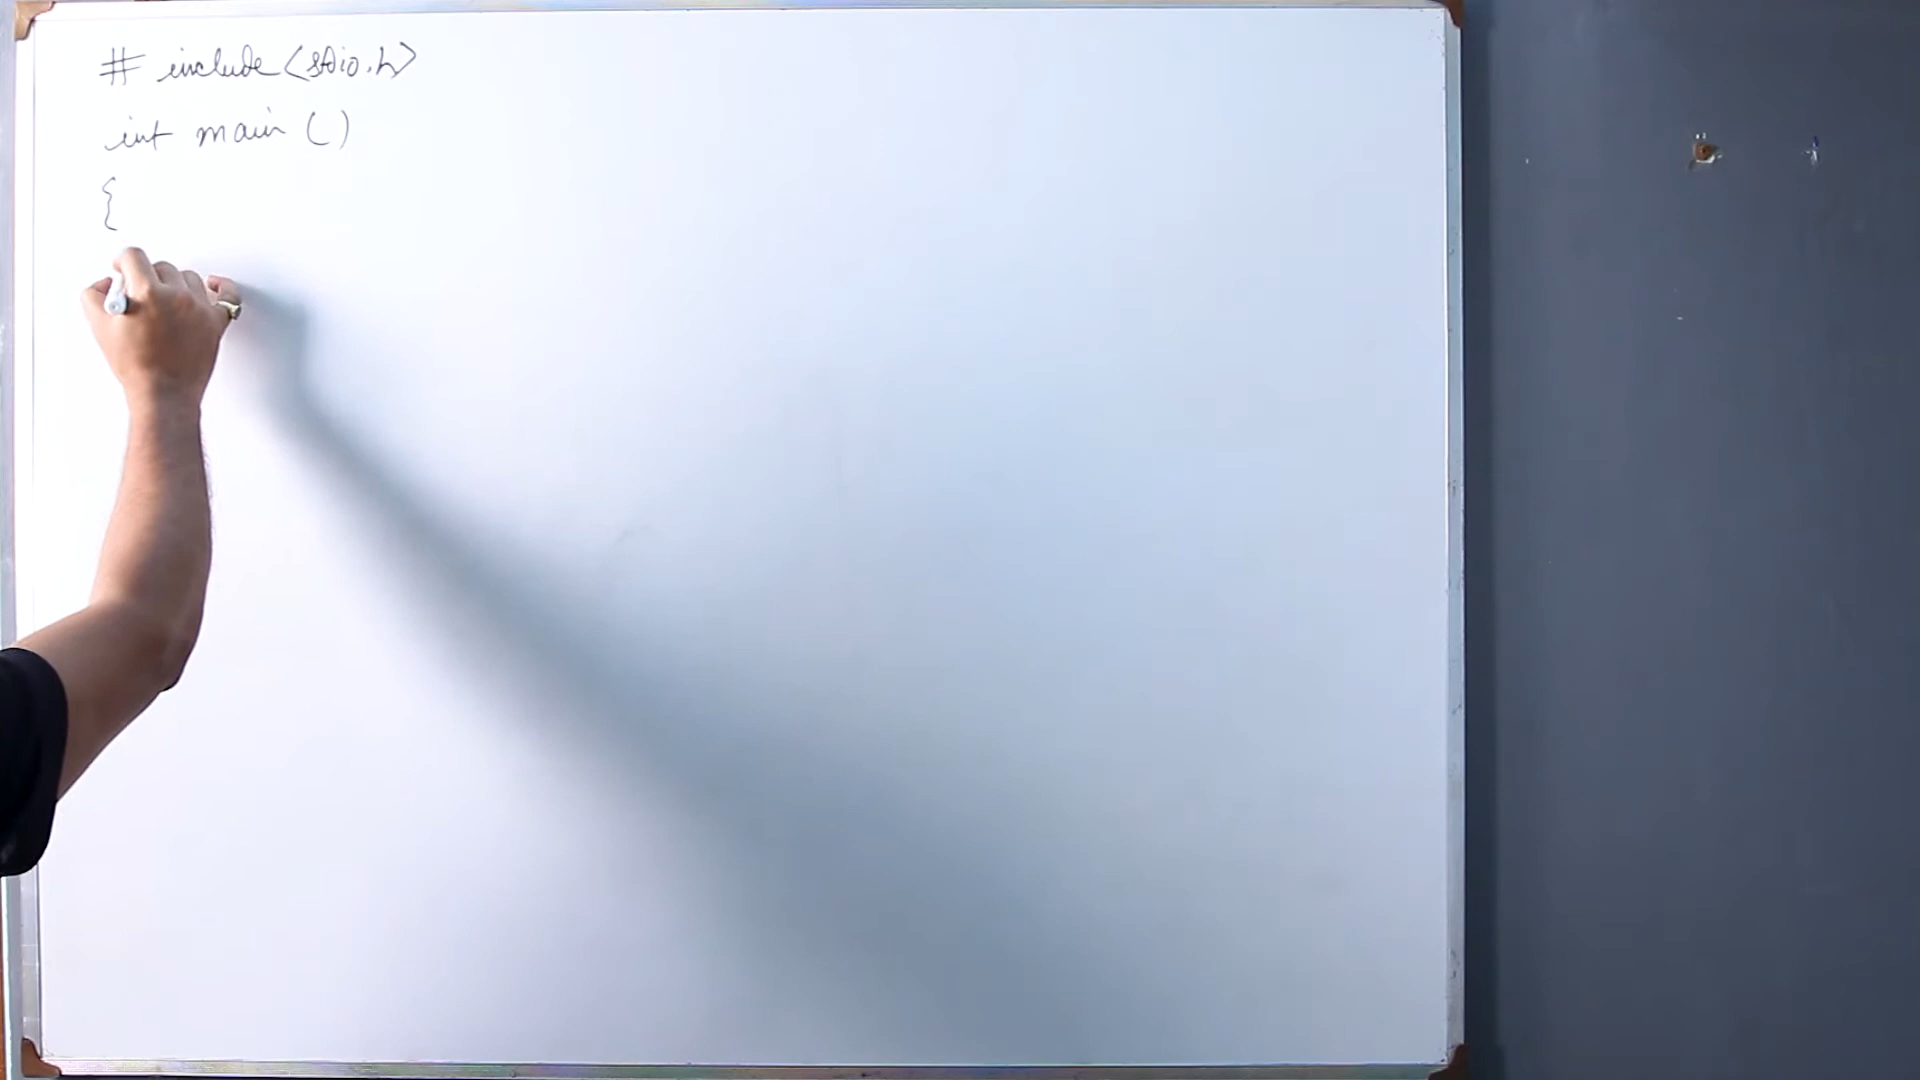 # include <stdio.h>
int main ()
{